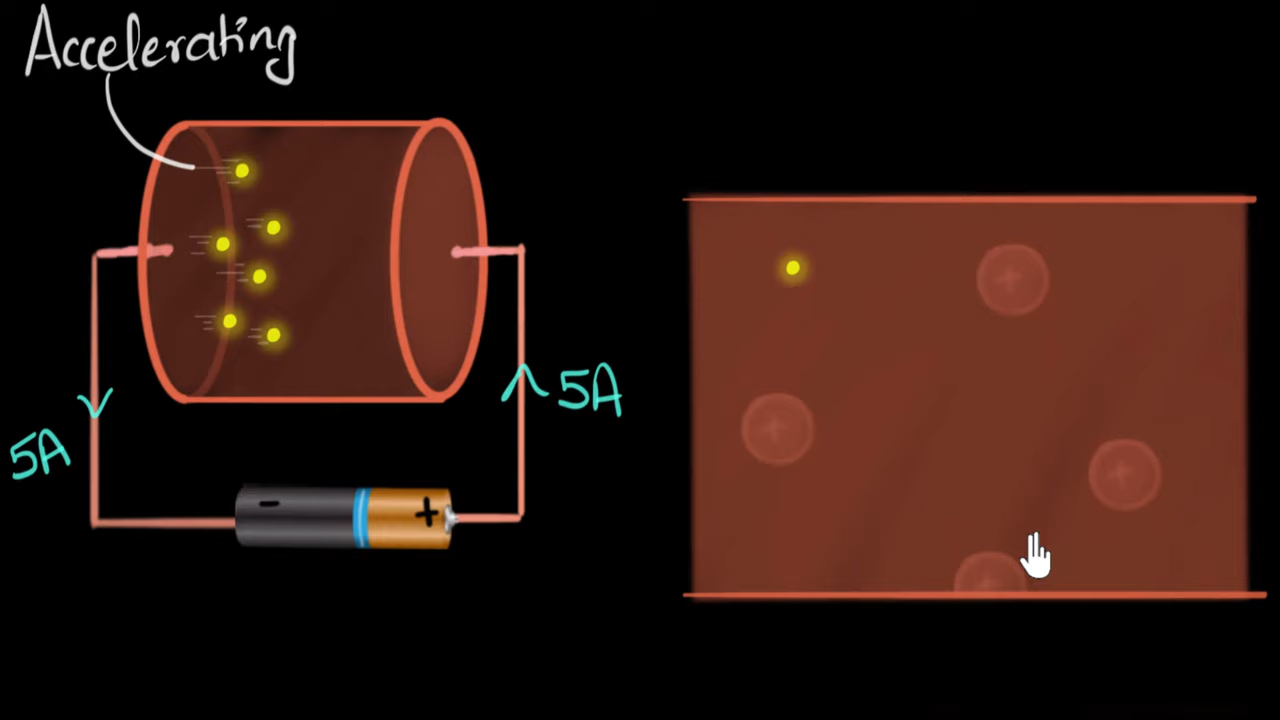 Accelerating
5A
5A
-
+
+
+
+